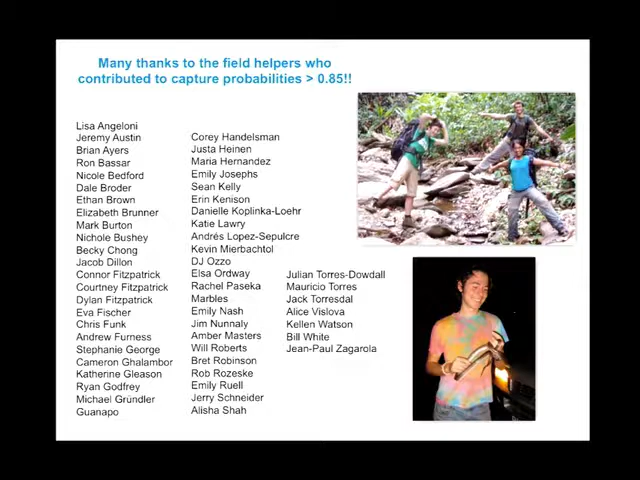 Many thanks to the field helpers who
contributed to capture probabilities > 0.85!!
Lisa Angeloni
Jeremy Austin
Brian Ayers
Ron Bassar
Nicole Bedford
Dale Broder
Ethan Brown
Elizabeth Brunner
Mark Burton
Nichole Bushey
Becky Chong
Jacob Dillon
Connor Fitzpatrick
Courtney Fitzpatrick
Dylan Fitzpatrick
Eva Fischer
Chris Funk
Andrew Furness
Stephanie George
Cameron Ghalambor
Katherine Gleason
Ryan Godfrey
Michael Gründler
Guanapo
Corey Handelsman
Justa Heinen
Maria Hernandez
Emily Josephs
Sean Kelly
Erin Kenison
Danielle Koplinka-Loehr
Katie Lawry
Andrés Lopez-Sepulcre
Kevin Mierbachtol
DJ Ozzo
Elsa Ordway
Rachel Paseka
Marbles
Emily Nash
Jim Nunnaly
Amber Masters
Will Roberts
Bret Robinson
Rob Rozeske
Emily Ruell
Jerry Schneider
Alisha Shah
Julian Torres-Dowdall
Mauricio Torres
Jack Torresdal
Alice Vislova
Kellen Watson
Bill White
Jean-Paul Zagarola